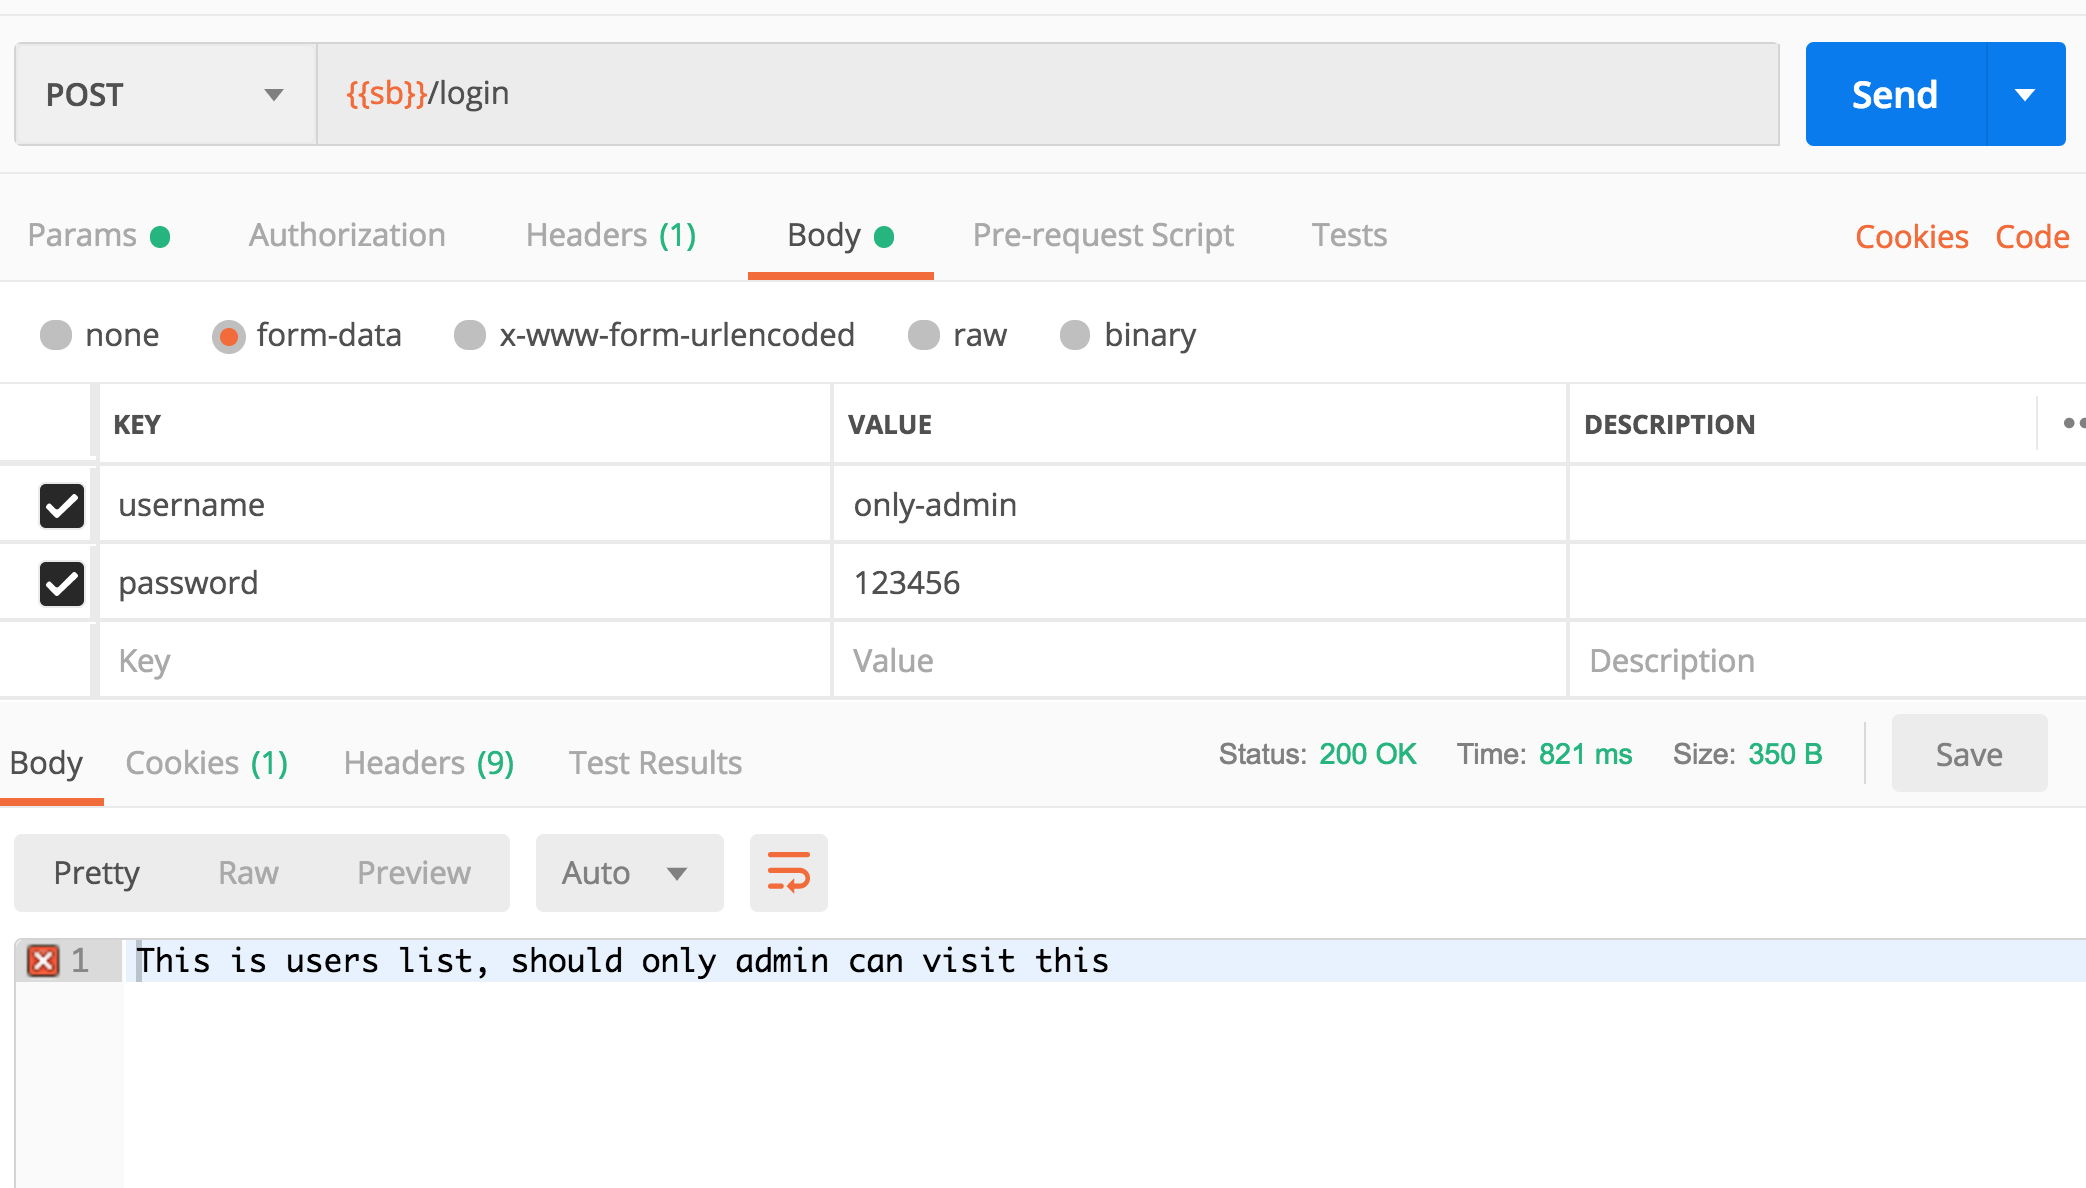 POST {{sb}}/login Send
Params Authorization Headers (1) Body Pre-request Script Tests Cookies Code
none form-data x-www-form-urlencoded raw binary
KEY VALUE DESCRIPTION
username only-admin
password 123456
Key Value Description
Body Cookies (1) Headers (9) Test Results Status: 200 OK Time: 821 ms Size: 350 B Save
Pretty Raw Preview Auto
1 This is users list, should only admin can visit this